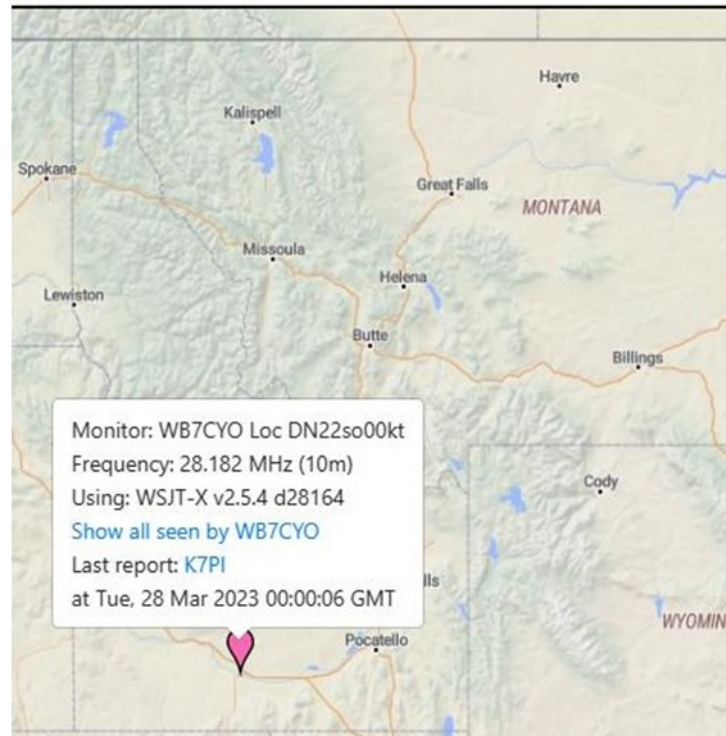 Havre
Kalispell
Spokane
Great Falls
MONTANA
Missoula
Helena
Lewiston
Butte
Billings
Monitor: WB7CYO Loc DN22so00kt
Frequency: 28.182 MHz (10m)
Using: WSJT-X v2.5.4 d28164
Show all seen by WB7CYO
Last report: K7PI
at Tue, 28 Mar 2023 00:00:06 GMT
Cody
lls
WYOMIN
Pocatello